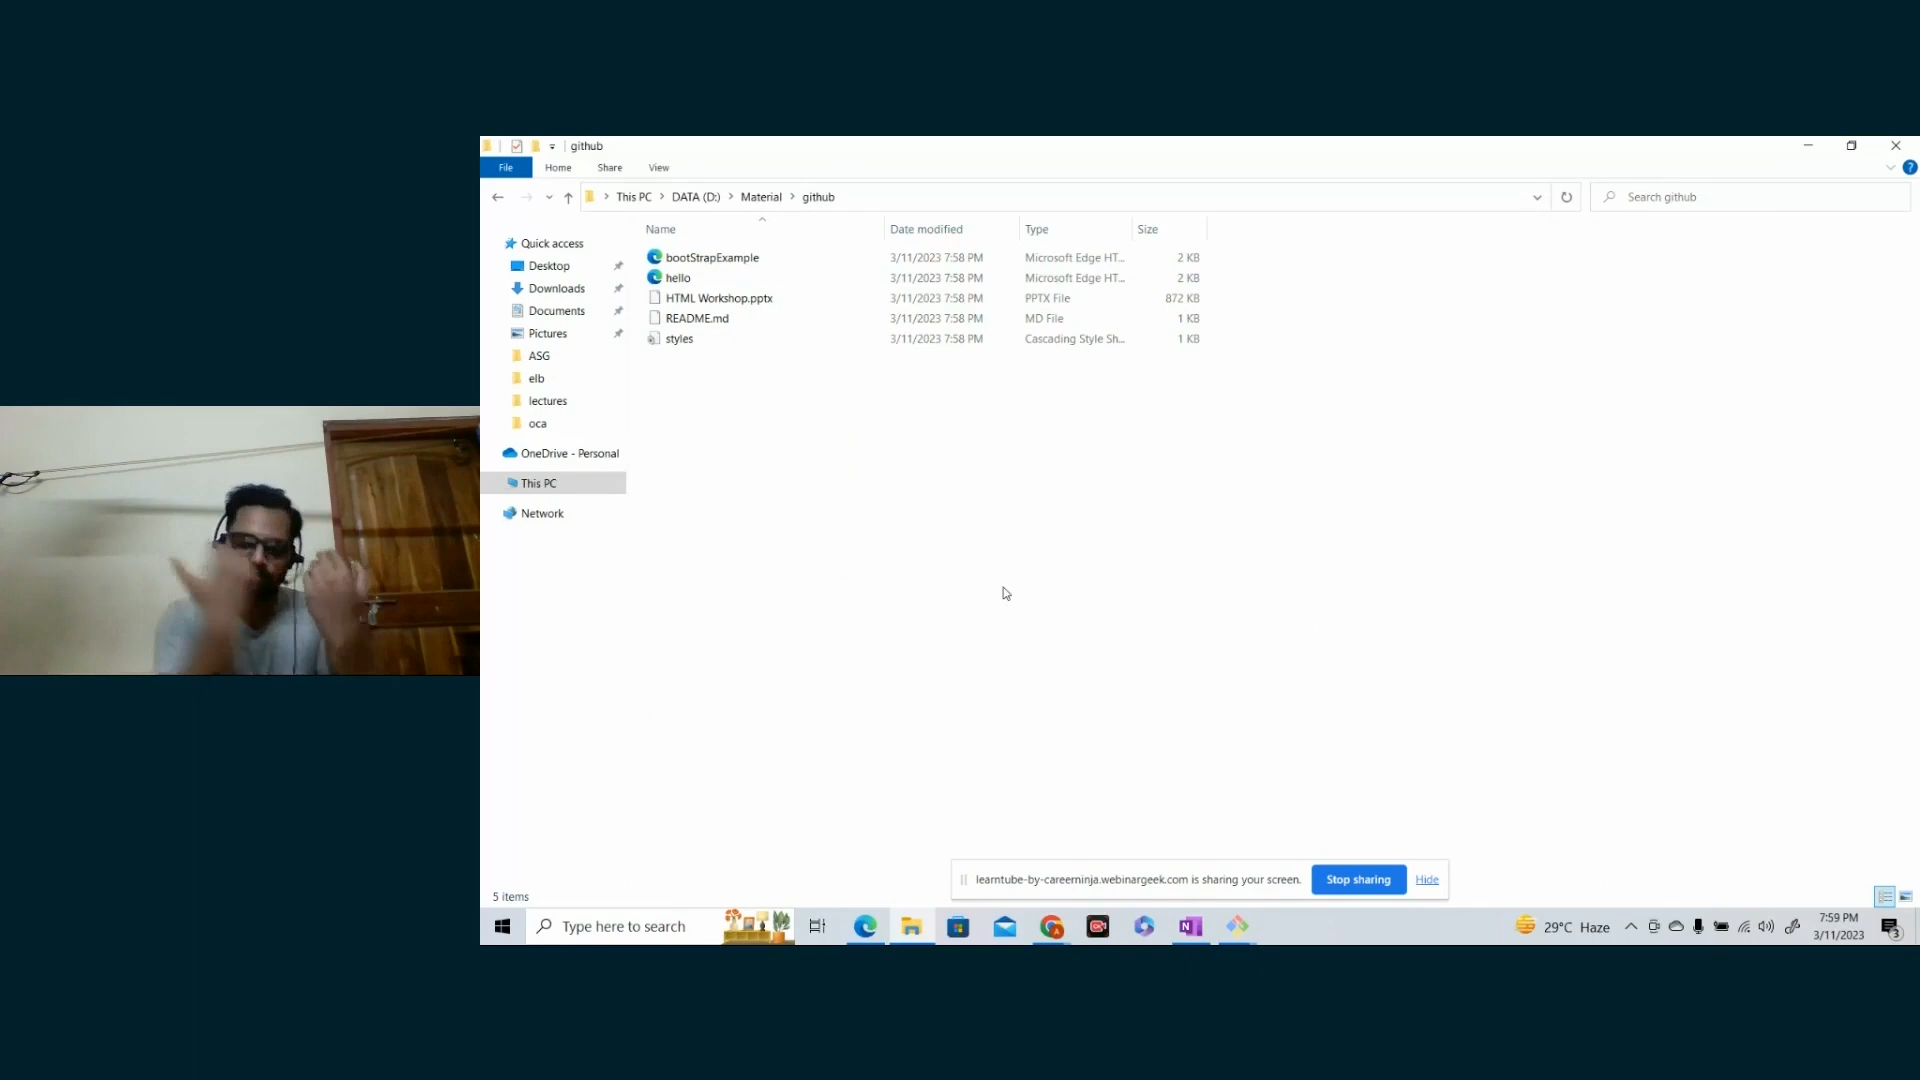 github
File Home Share View
This PC DATA (D:) Material github
Search github
Name Date modified Type Size
Quick access
Desktop
Downloads
Documents
Pictures
ASG
elb
lectures
oca
OneDrive - Personal
This PC
Network
bootStrapExample 3/11/2023 7:58 PM Microsoft Edge HT... 2 KB
hello 3/11/2023 7:58 PM Microsoft Edge HT... 2 KB
HTML Workshop.pptx 3/11/2023 7:58 PM PPTX File 872 KB
README.md 3/11/2023 7:58 PM MD File 1 KB
styles 3/11/2023 7:58 PM Cascading Style Sh... 1 KB
learntube-by-careerninja.webinargeek.com is sharing your screen. Stop sharing Hide
5 items
Type here to search
29°C Haze
7:59 PM
3/11/2023
3